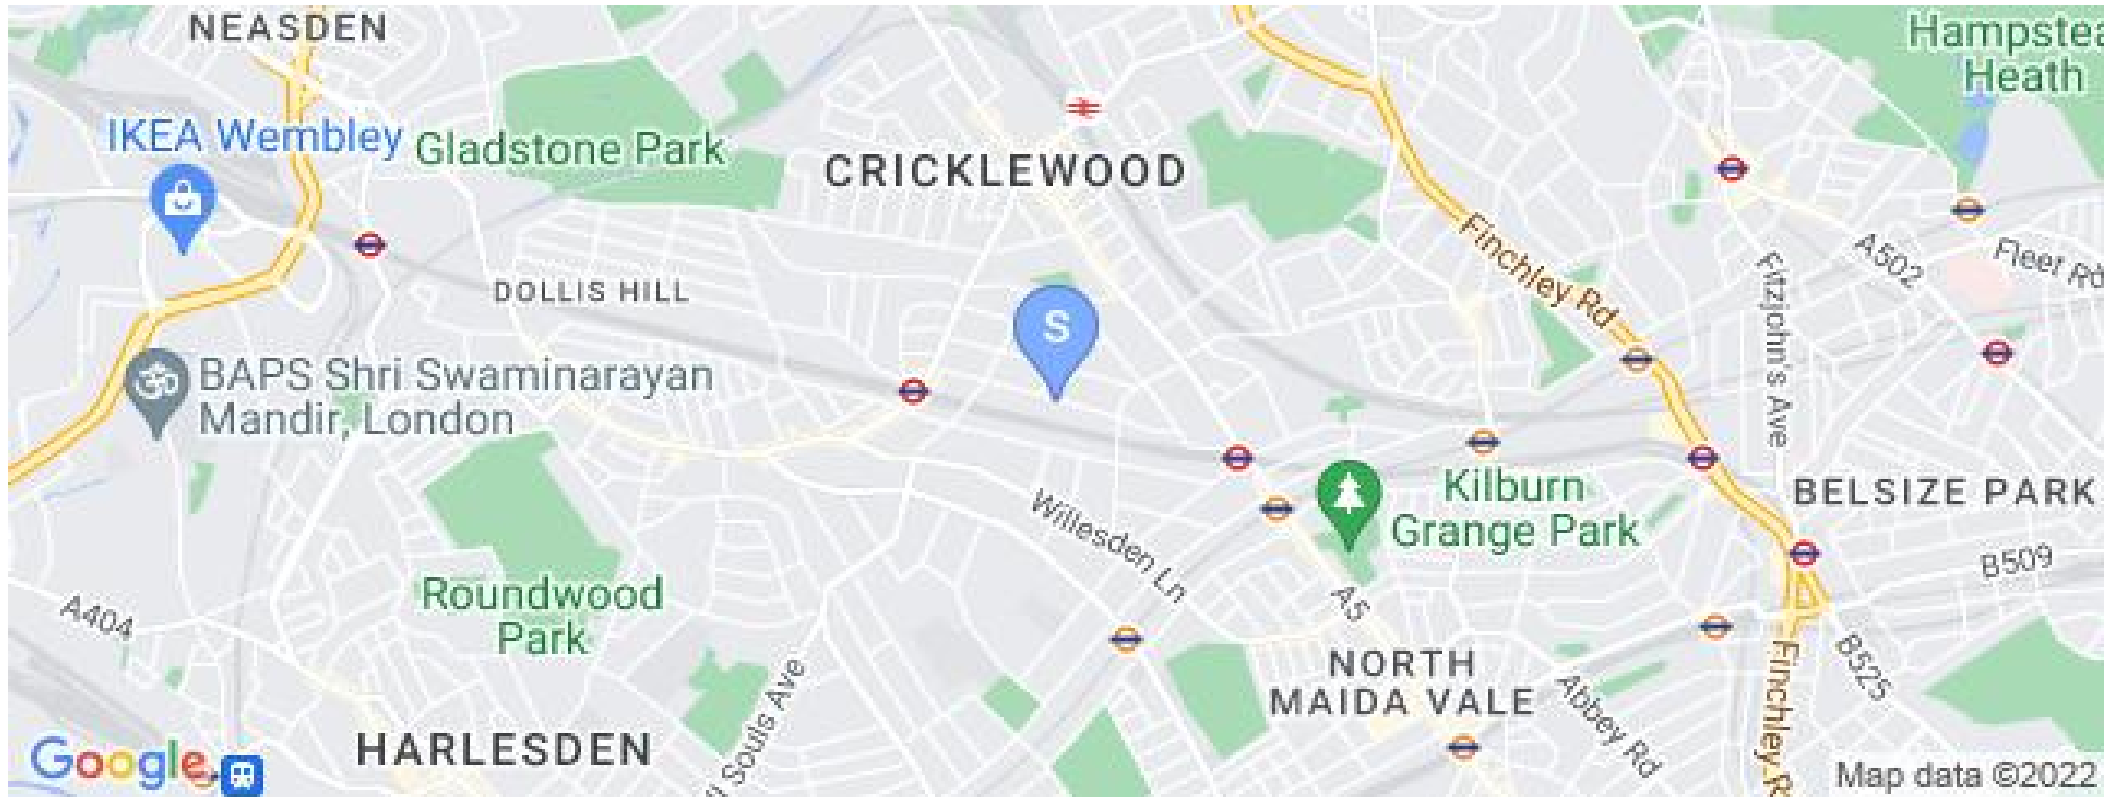 NEASDEN
Hampstea
Heath
IKEA Wembley
Gladstone Park
CRICKLEWOOD
Finchley Rd
A502
Fleet Rd
Fitzjohn's Ave
DOLLIS HILL
S
BAPS Shri Swaminarayan
Mandir, London
Willesden Ln
Kilburn
Grange Park
BELSIZE PARK
B509
A5
Roundwood
Park
A404
NORTH
MAIDA VALE
Abbey Rd
B525
Finchley R
Souls Ave
HARLESDEN
Google
Map data ©2022